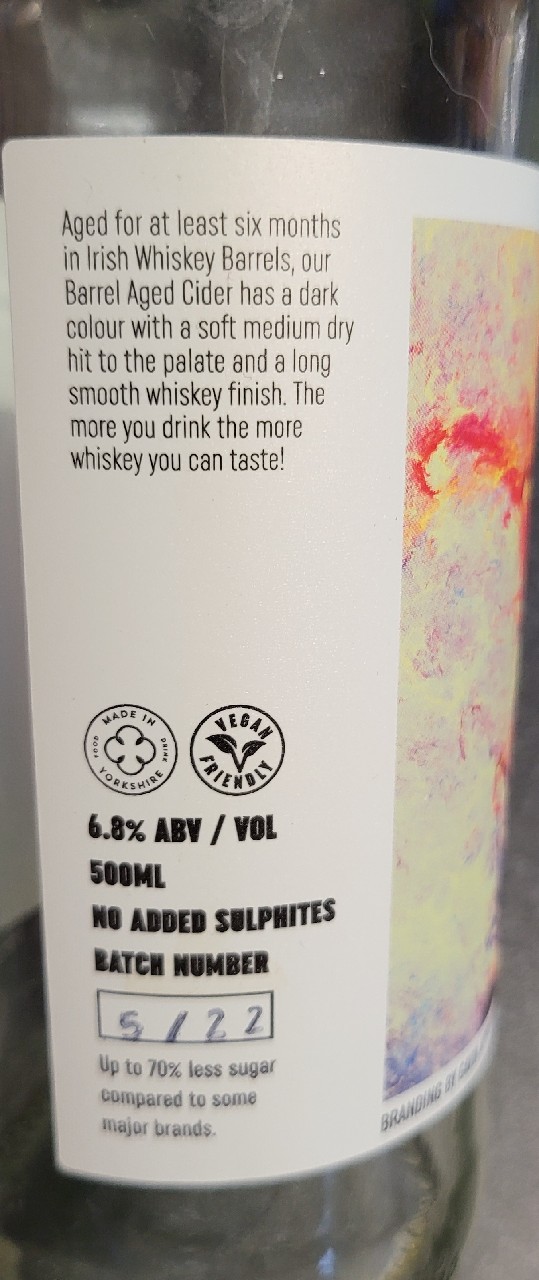 Aged for at least six months
in Irish Whiskey Barrels, our
Barrel Aged Cider has a dark
colour with a soft medium dry
hit to the palate and a long
smooth whiskey finish. The
more you drink the more
whiskey you can taste!
MADE IN
FOOD DRINK
YORKSHIRE
VEGAN
FRIENDLY
6.8% ABV / VOL
500ML
NO ADDED SULPHITES
BATCH NUMBER
5/22
Up to 70% less sugar
compared to some
major brands.
BRANDING